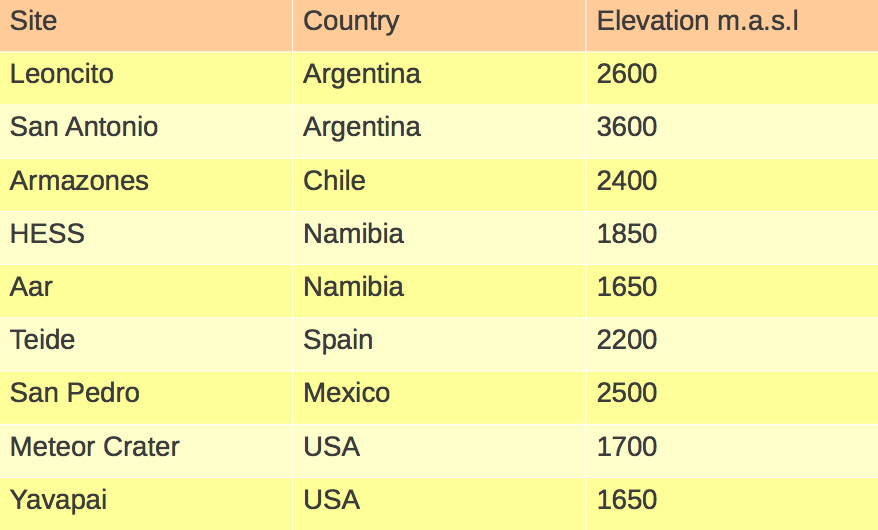 Site Country Elevation m.a.s.l
Leoncito Argentina 2600
San Antonio Argentina 3600
Armazones Chile 2400
HESS Namibia 1850
Aar Namibia 1650
Teide Spain 2200
San Pedro Mexico 2500
Meteor Crater USA 1700
Yavapai USA 1650